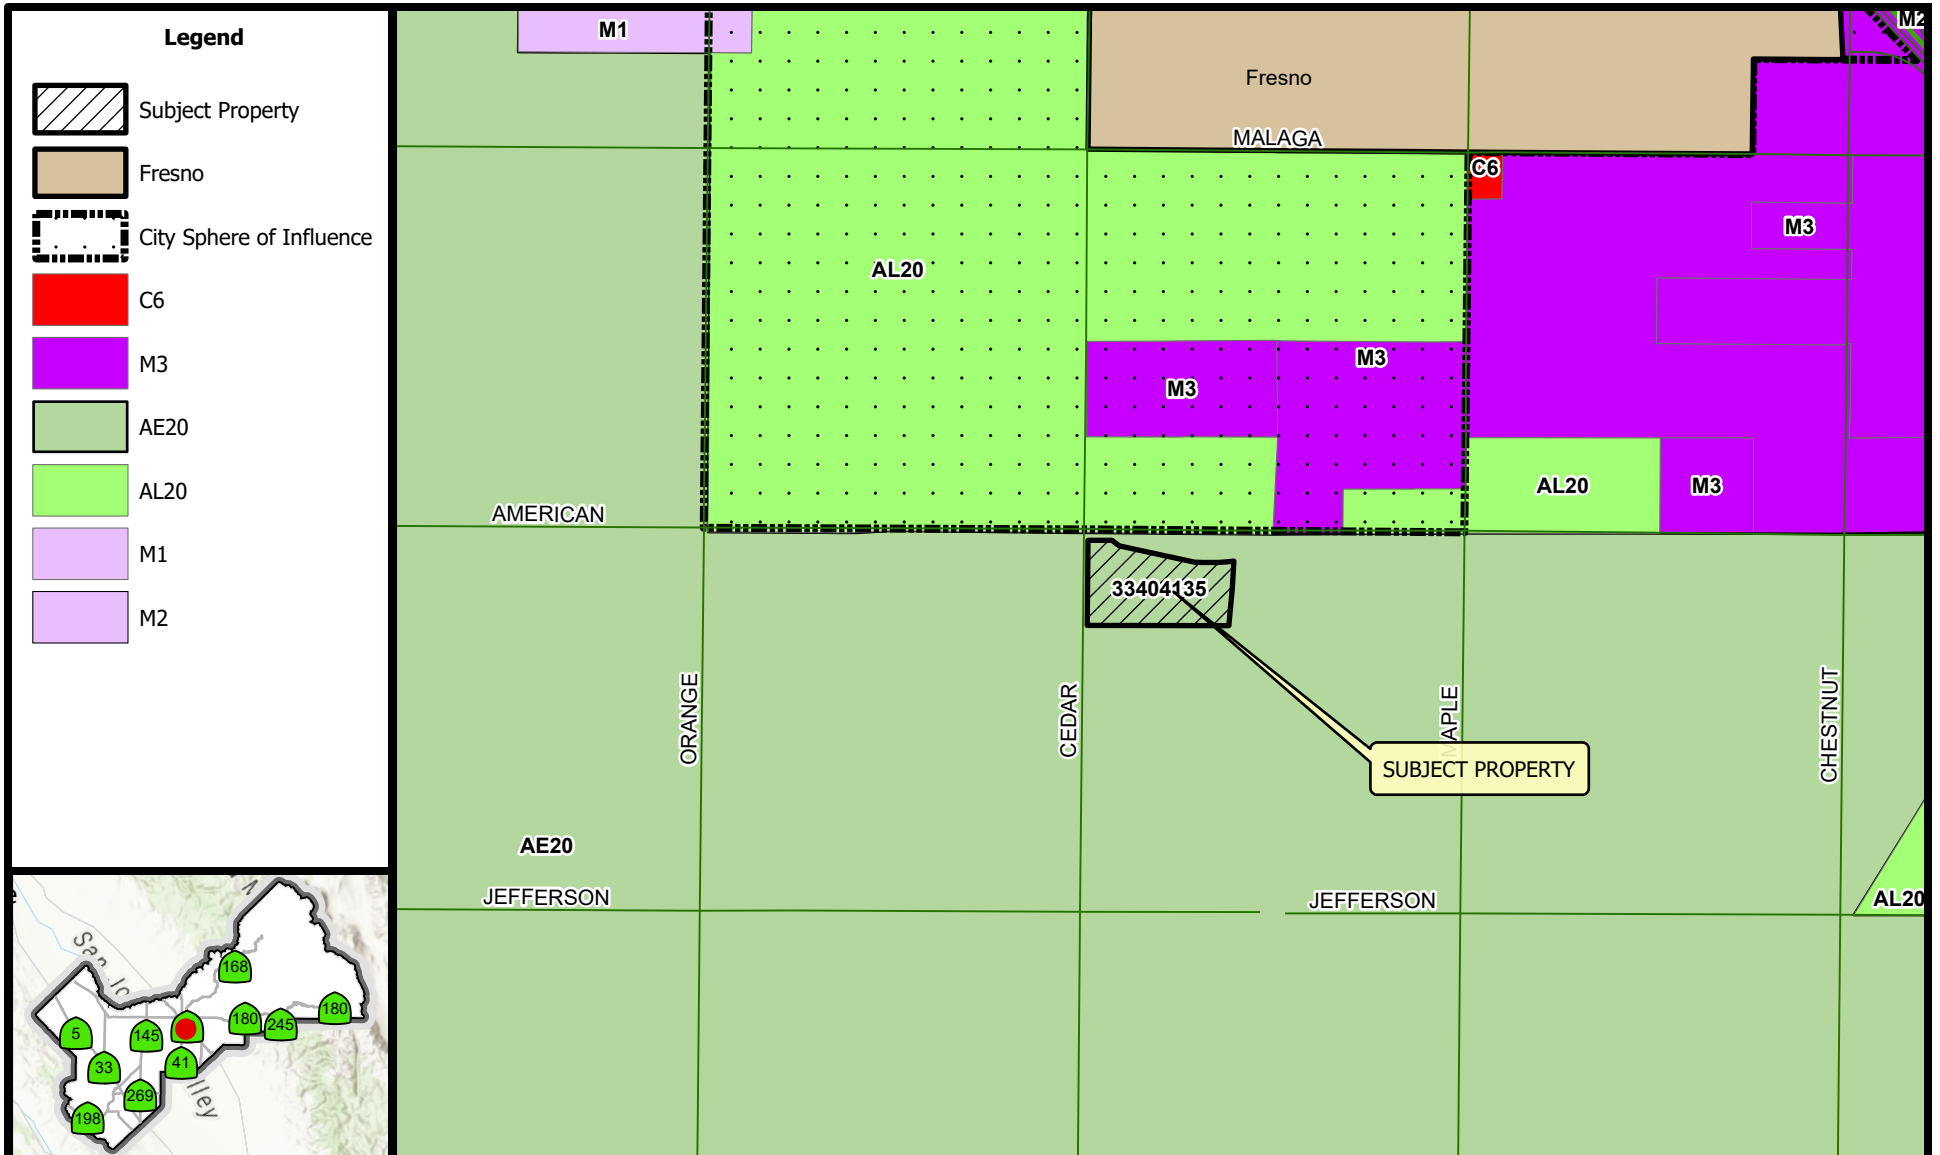 Legend
Subject Property
Fresno
City Sphere of Influence
C6
M3
AE20
AL20
M1
M2
M1
Fresno
M2
MALAGA
C6
M3
AL20
M3
M3
AL20
M3
AMERICAN
33404135
ORANGE
CEDAR
MAPLE
CHESTNUT
SUBJECT PROPERTY
AE20
JEFFERSON
JEFFERSON
AL20
168
180
180
245
5
145
33
41
269
198